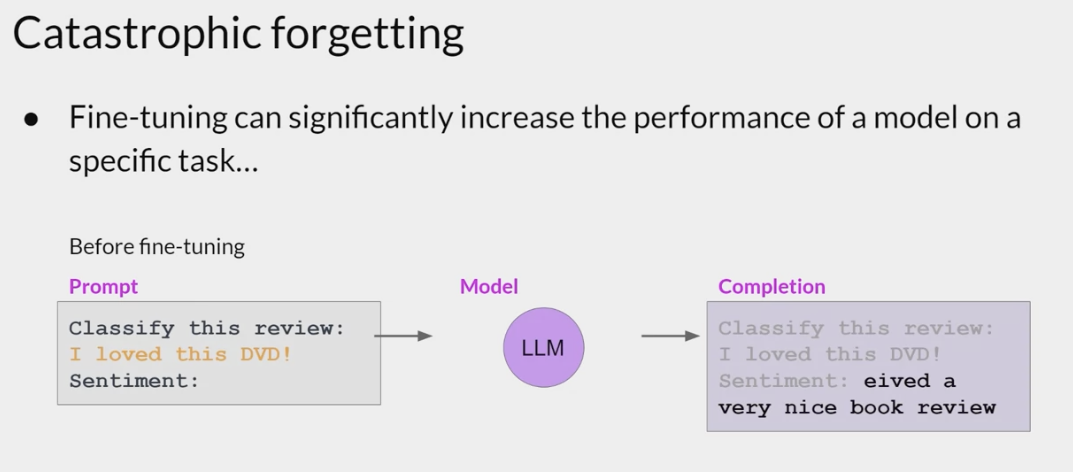 Catastrophic forgetting
● Fine-tuning can significantly increase the performance of a model on a
specific task...
Before fine-tuning
Prompt
Classify this review:
I loved this DVD!
Sentiment:
Model
LLM
Completion
Classify this review:
I loved this DVD!
Sentiment: eived a
very nice book review